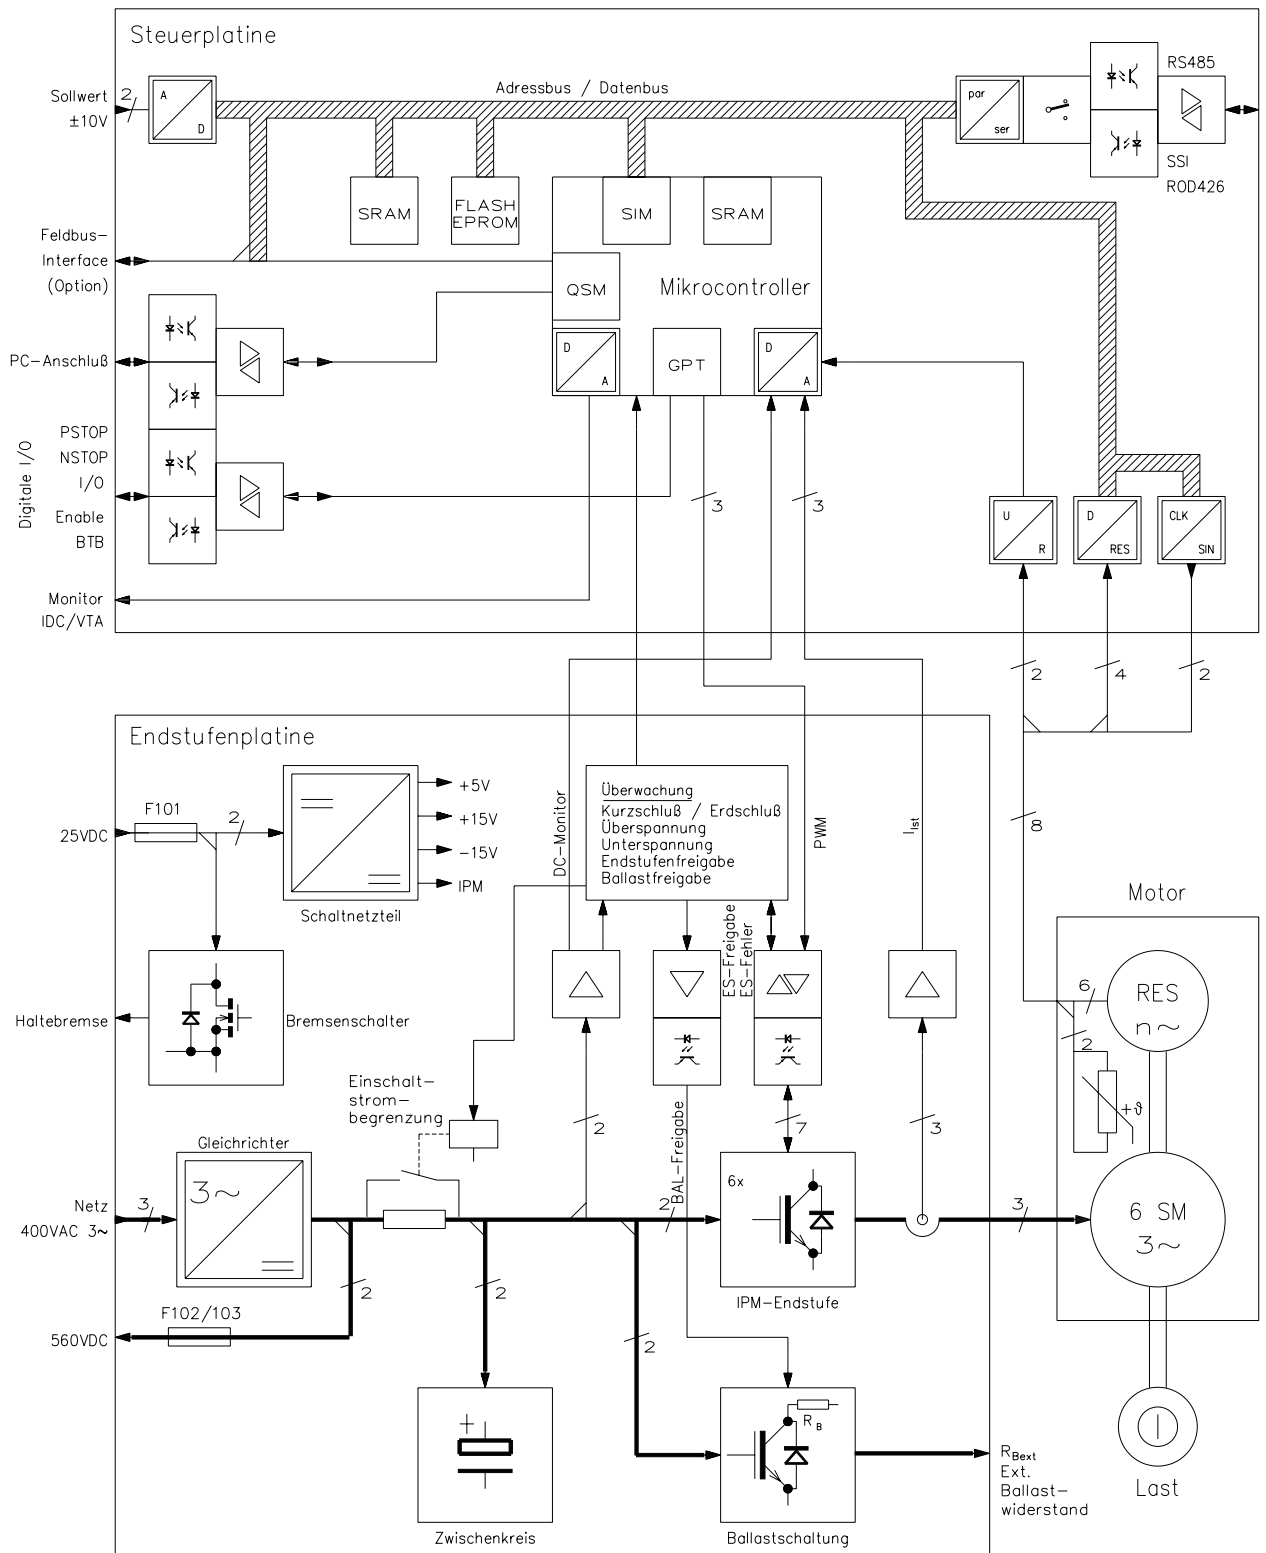 Steuerplatine
Adressbus / Datenbus
Sollwert
±10V
2
A
D
par
ser
RS485
SSI
ROD426
SRAM
FLASH
EPROM
SIM
SRAM
Feldbus-
Interface
(Option)
QSM
Mikrocontroller
D
A
GPT
D
A
PC-Anschluß
Digitale I/O
PSTOP
NSTOP
I/O
Enable
BTB
3
3
U
R
D
RES
CLK
SIN
Monitor
IDC/VTA
2
4
2
Endstufenplatine
F101
25VDC
2
+5V
+15V
-15V
IPM
Schaltnetzteil
DC-Monitor
Überwachung
Kurzschluß / Erdschluß
Überspannung
Unterspannung
Endstufenfreigabe
Ballastfreigabe
PWM
IIst
8
Motor
ES-Freigabe
ES-Fehler
Haltebremse
Bremsenschalter
6
RES
n~
2
+ϑ
Einschalt-
strom-
begrenzung
2
BAL-Freigabe
7
3
Gleichrichter
Netz
400VAC 3~
3
3~
2
6x
3
6 SM
3~
2
2
IPM-Endstufe
F102/103
560VDC
2
+
RB
RBext
Ext.
Ballast-
widerstand
Last
Zwischenkreis
Ballastschaltung